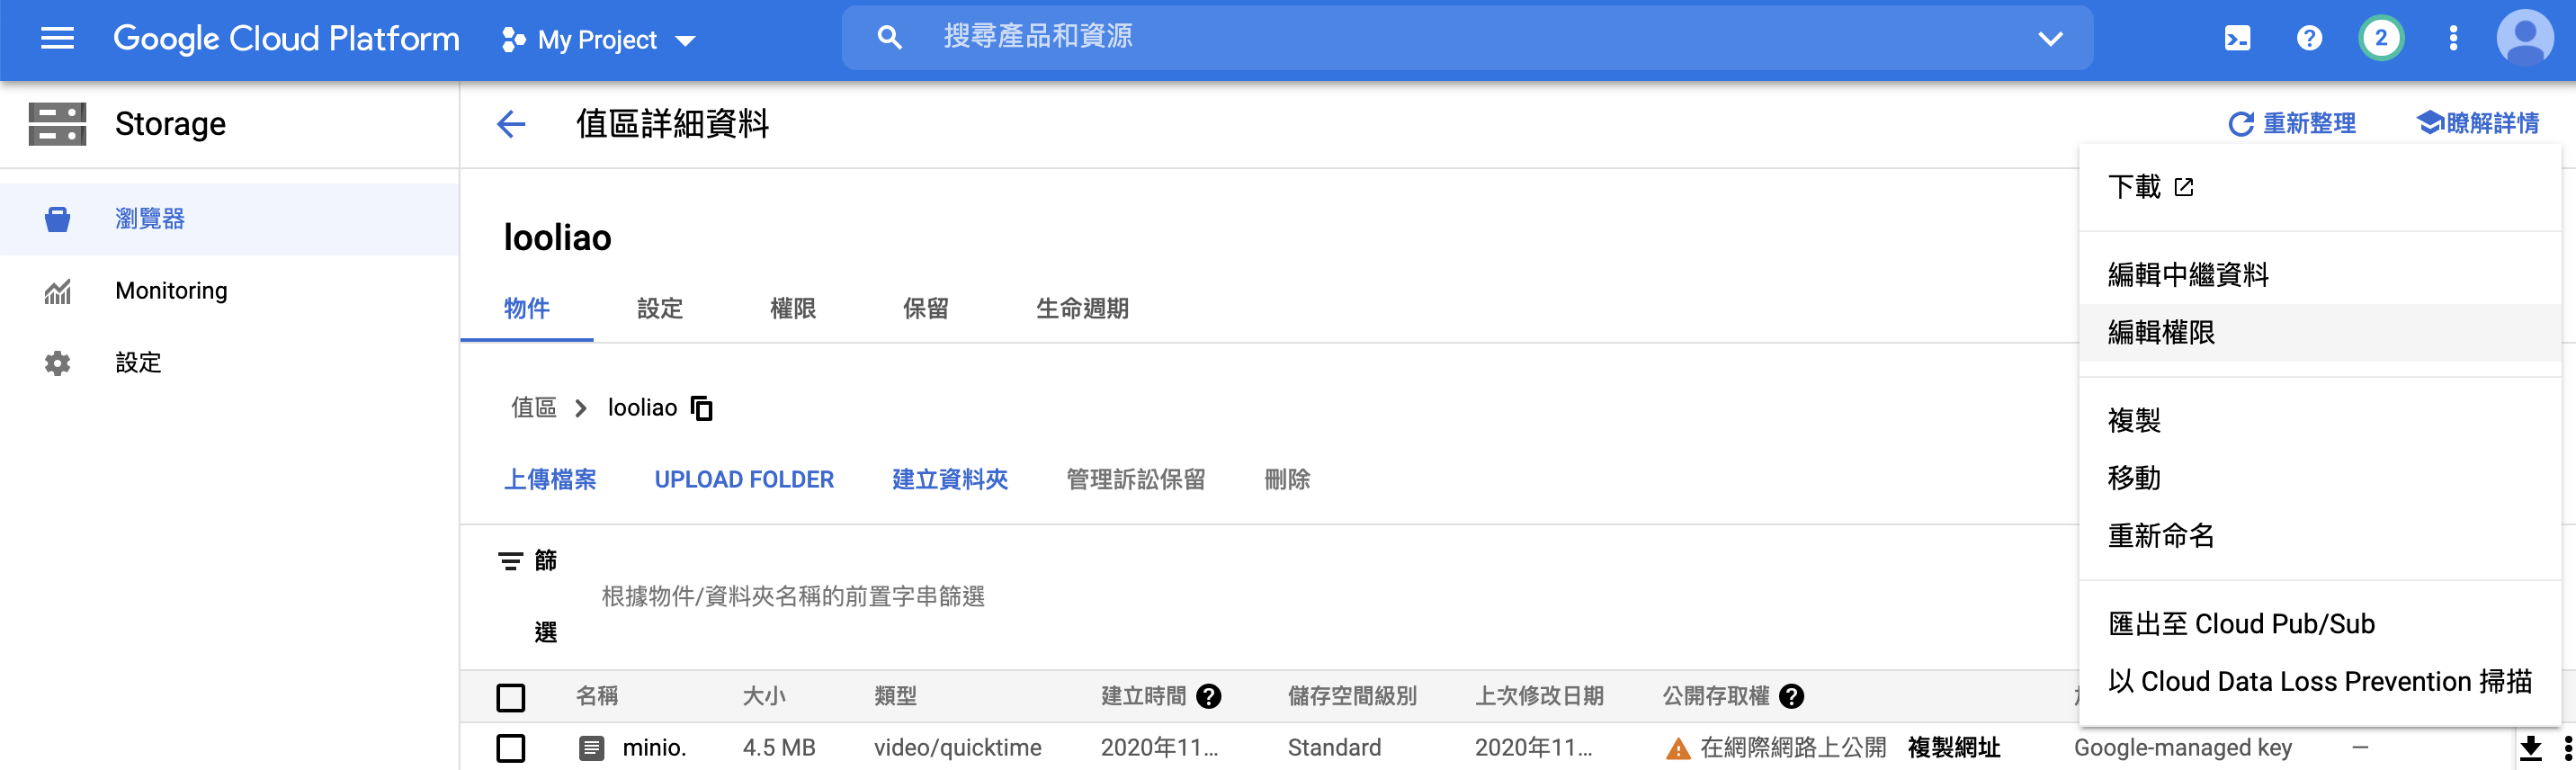 Google Cloud Platform My Project 搜尋產品和資源 2
Storage
瀏覽器
Monitoring
設定
值區詳細資料 重新整理 瞭解詳情
looliao
物件 設定 權限 保留 生命週期
值區 looliao
上傳檔案 UPLOAD FOLDER 建立資料夾 管理訴訟保留 刪除
篩選
根據物件/資料夾名稱的前置字串篩選
名稱 大小 類型 建立時間 儲存空間級別 上次修改日期 公開存取權
minio. 4.5 MB video/quicktime 2020年11... Standard 2020年11... 在網際網路上公開 複製網址 Google-managed key —
下載
編輯中繼資料
編輯權限
複製
移動
重新命名
匯出至 Cloud Pub/Sub
以 Cloud Data Loss Prevention 掃描